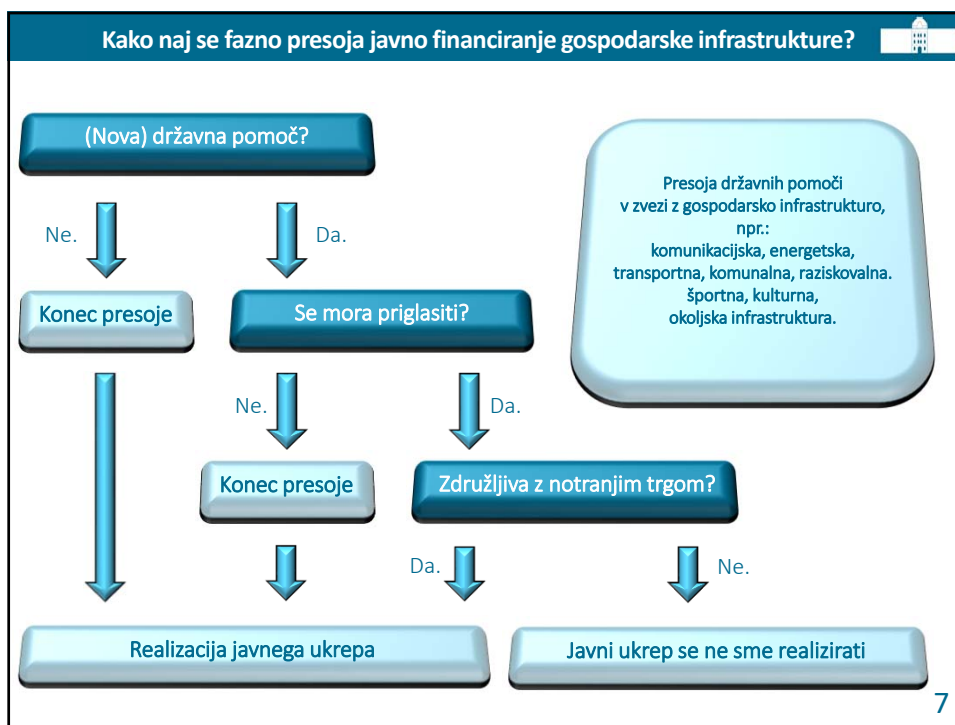 Kako naj se fazno presoja javno financiranje gospodarske infrastrukture?
(Nova) državna pomoč?
Presoja državnih pomoči
v zvezi z gospodarsko infrastrukturo,
npr.:
komunikacijska, energetska,
transportna, komunalna, raziskovalna.
športna, kulturna,
okoljska infrastruktura.
Ne.
Da.
Konec presoje
Se mora priglasiti?
Ne.
Da.
Konec presoje
Združljiva z notranjim trgom?
Da.
Ne.
Realizacija javnega ukrepa
Javni ukrep se ne sme realizirati
7